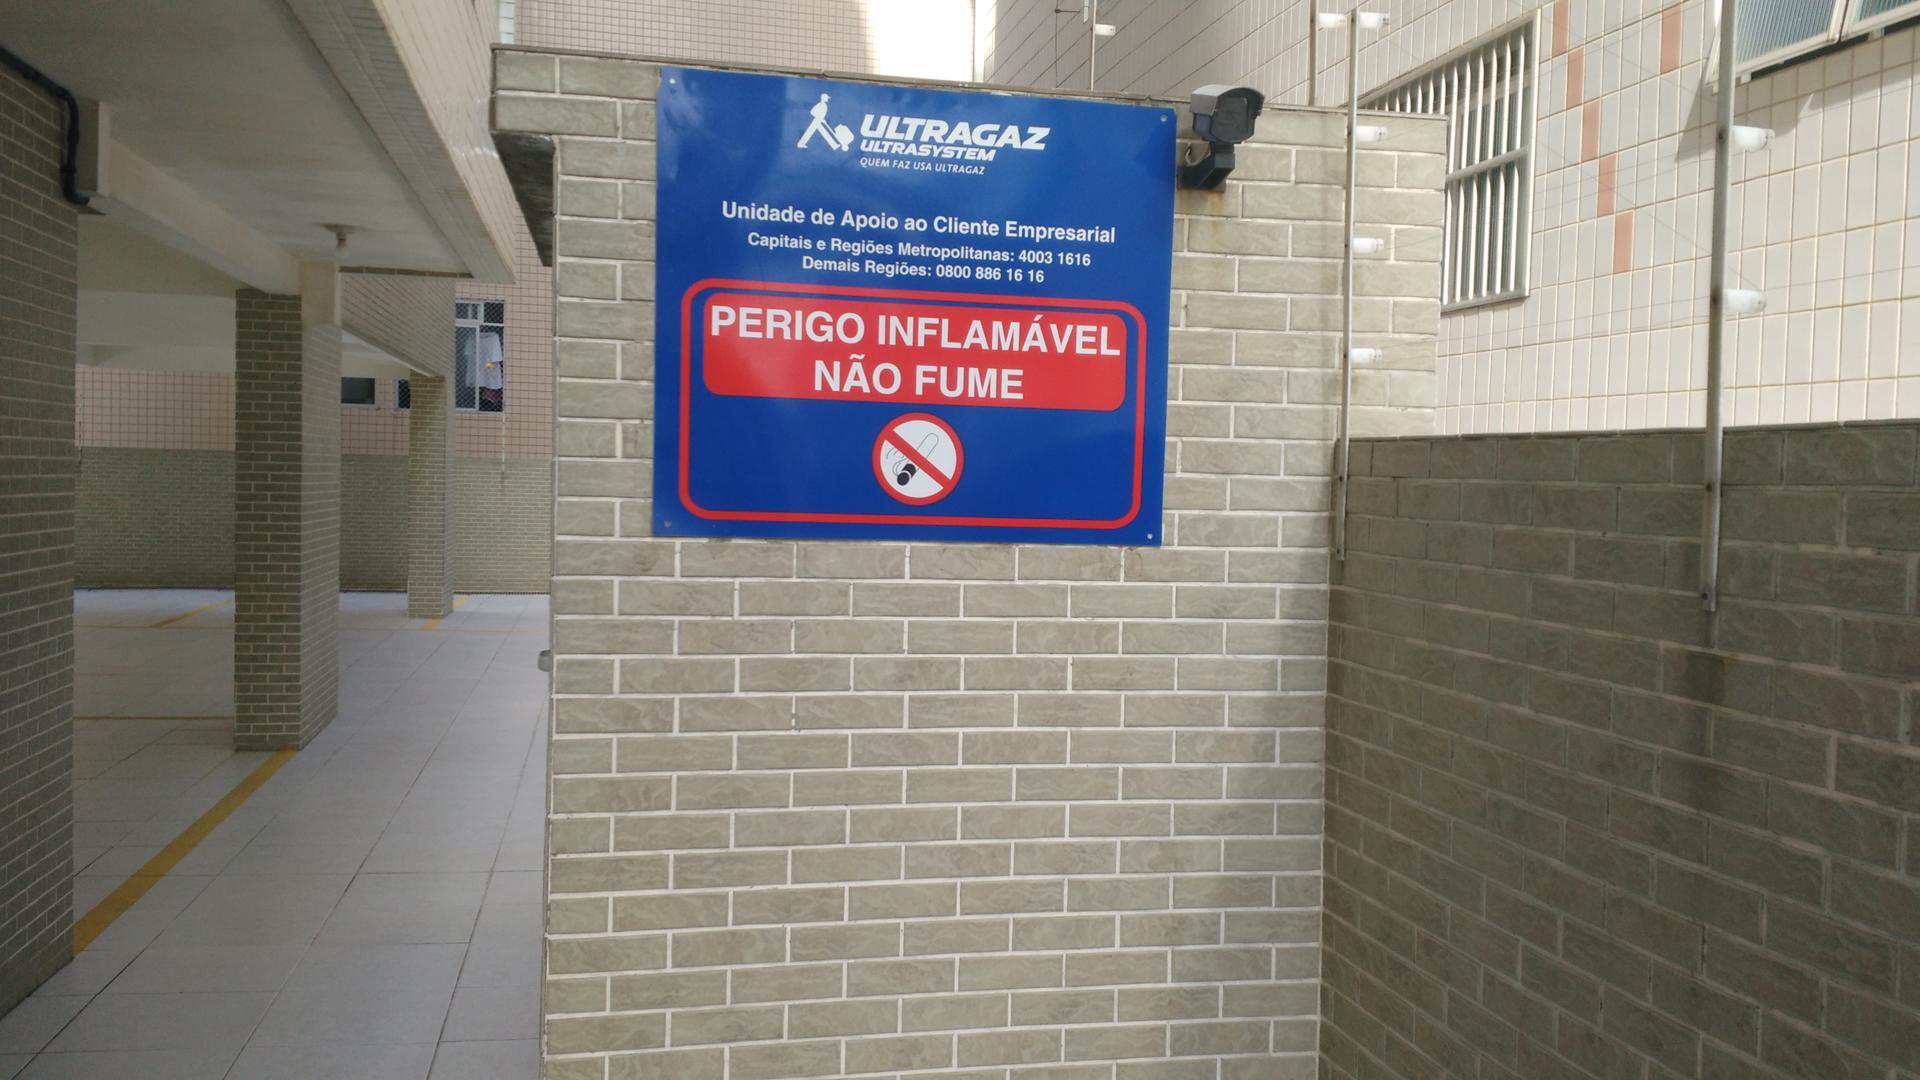 ULTRAGAZ
ULTRASYSTEM
QUEM FAZ USA ULTRAGAZ
Unidade de Apoio ao Cliente Empresarial
Capitais e Regiões Metropolitanas: 4003 1616
Demais Regiões: 0800 886 16 16
PERIGO INFLAMÁVEL
NÃO FUME